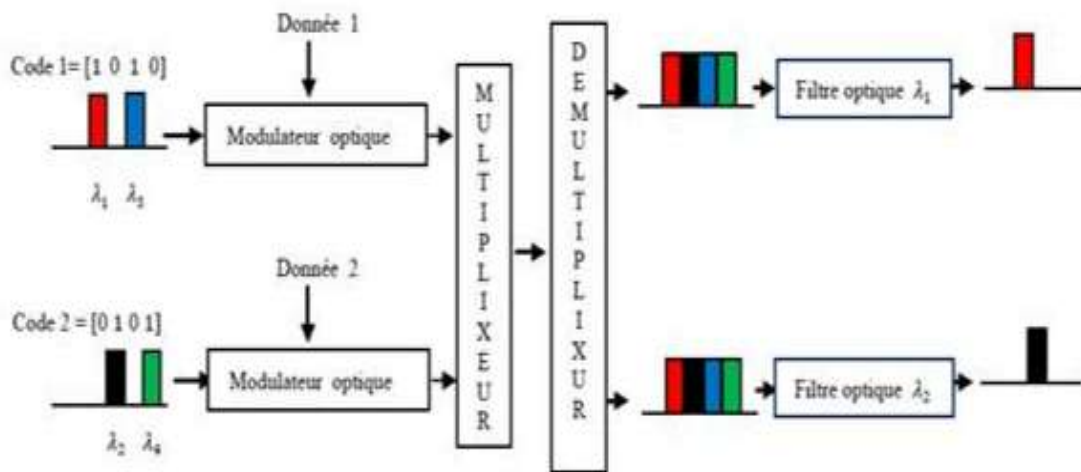 Donnée 1
Code 1= [1 0 1 0]
Modulateur optique
λ₁ λ₃
Donnée 2
Code 2 = [0 1 0 1]
Modulateur optique
λ₂ λ₄
MULTIPLIXEUR
DEMULTIPLIXUR
Filtre optique λ₁
Filtre optique λ₂